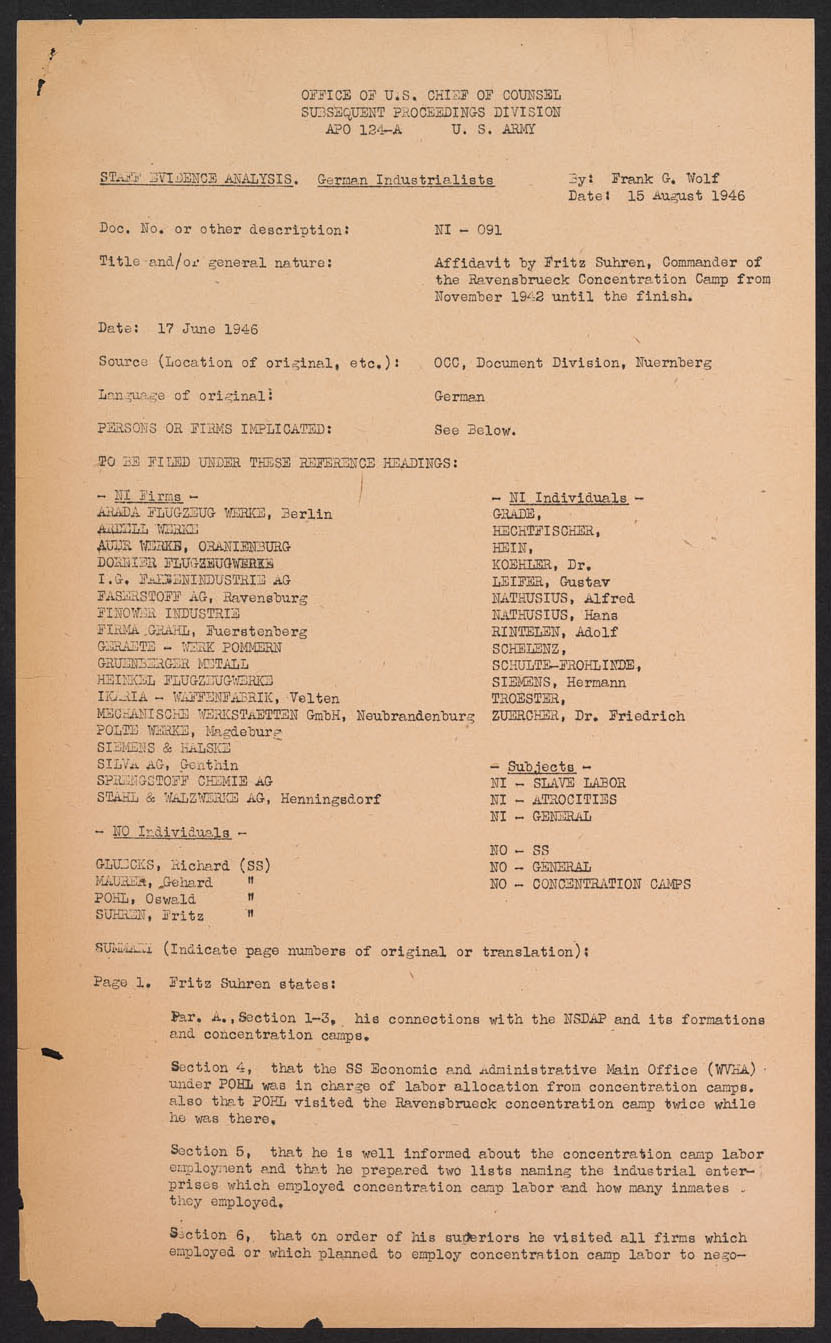 OFFICE OF U.S. CHIEF OF COUNSEL
SUBSEQUENT PROCEEDINGS DIVISION
APO 124-A U. S. ARMY
STAFF EVIDENCE ANALYSIS. German Industrialists
By: Frank G. Wolf
Date: 15 August 1946
Doc. No. or other description: NI - 091
Title and/or general nature: Affidavit by Fritz Suhren, Commander of
the Ravensbrueck Concentration Camp from
November 1942 until the finish.
Date: 17 June 1946
Source (Location of original, etc.): OCC, Document Division, Nuernberg
Language of original: German
PERSONS OR FIRMS IMPLICATED: See Below.
TO BE FILED UNDER THESE REFERENCE HEADINGS:
- NI Firms -
ARADA FLUGZEUG WERKE, Berlin
ARDELL WERKE
AUER WERKE, ORANIENBURG
DORNIER FLUGZEUGWERKE
I.G. FARBENINDUSTRIE AG
FASERSTOFF AG, Ravensburg
FINOWER INDUSTRIE
FIRMA GRAHL, Fuerstenberg
GERAETE - WERK POMMERN
GRUENBERGER METALL
HEINKEL FLUGZEUGWERKE
IKARIA - WAFFENFABRIK, Velten
MECHANISCHE WERKSTAETTEN GmbH, Neubrandenburg
POLTE WERKE, Magdeburg
SIEMENS & HALSKE
SILVA AG, Genthin
SPRENGSTOFF CHEMIE AG
STAHL & WALZWERKE AG, Henningsdorf
- NO Individuals -
GLUECKS, Richard (SS)
MAURER, Gehard "
POHL, Oswald "
SUHREN, Fritz "
- NI Individuals -
GRADE,
HECHTFISCHER,
HEIN,
KOEHLER, Dr.
LEIFER, Gustav
NATHUSIUS, Alfred
NATHUSIUS, Hans
RINTELEN, Adolf
SCHELENZ,
SCHULTE-FROHLINDE,
SIEMENS, Hermann
TROESTER,
ZUERCHER, Dr. Friedrich
- Subjects -
NI - SLAVE LABOR
NI - ATROCITIES
NI - GENERAL
NO - SS
NO - GENERAL
NO - CONCENTRATION CAMPS
SUMMARY (Indicate page numbers of original or translation):
Page 1. Fritz Suhren states:
Par. A., Section 1-3, his connections with the NSDAP and its formations
and concentration camps.
Section 4, that the SS Economic and Administrative Main Office (WVHA)
under POHL was in charge of labor allocation from concentration camps.
also that POHL visited the Ravensbrueck concentration camp twice while
he was there.
Section 5, that he is well informed about the concentration camp labor
employment and that he prepared two lists naming the industrial enter-
prises which employed concentration camp labor and how many inmates
they employed.
Section 6, that on order of his superiors he visited all firms which
employed or which planned to employ concentration camp labor to nego-